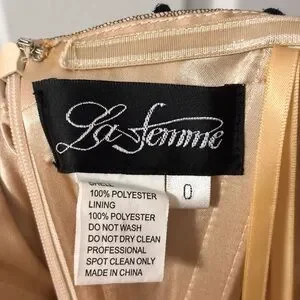 La Femme
0
SHELL
100% POLYESTER
LINING
100% POLYESTER
DO NOT WASH
DO NOT DRY CLEAN
PROFESSIONAL
SPOT CLEAN ONLY
MADE IN CHINA